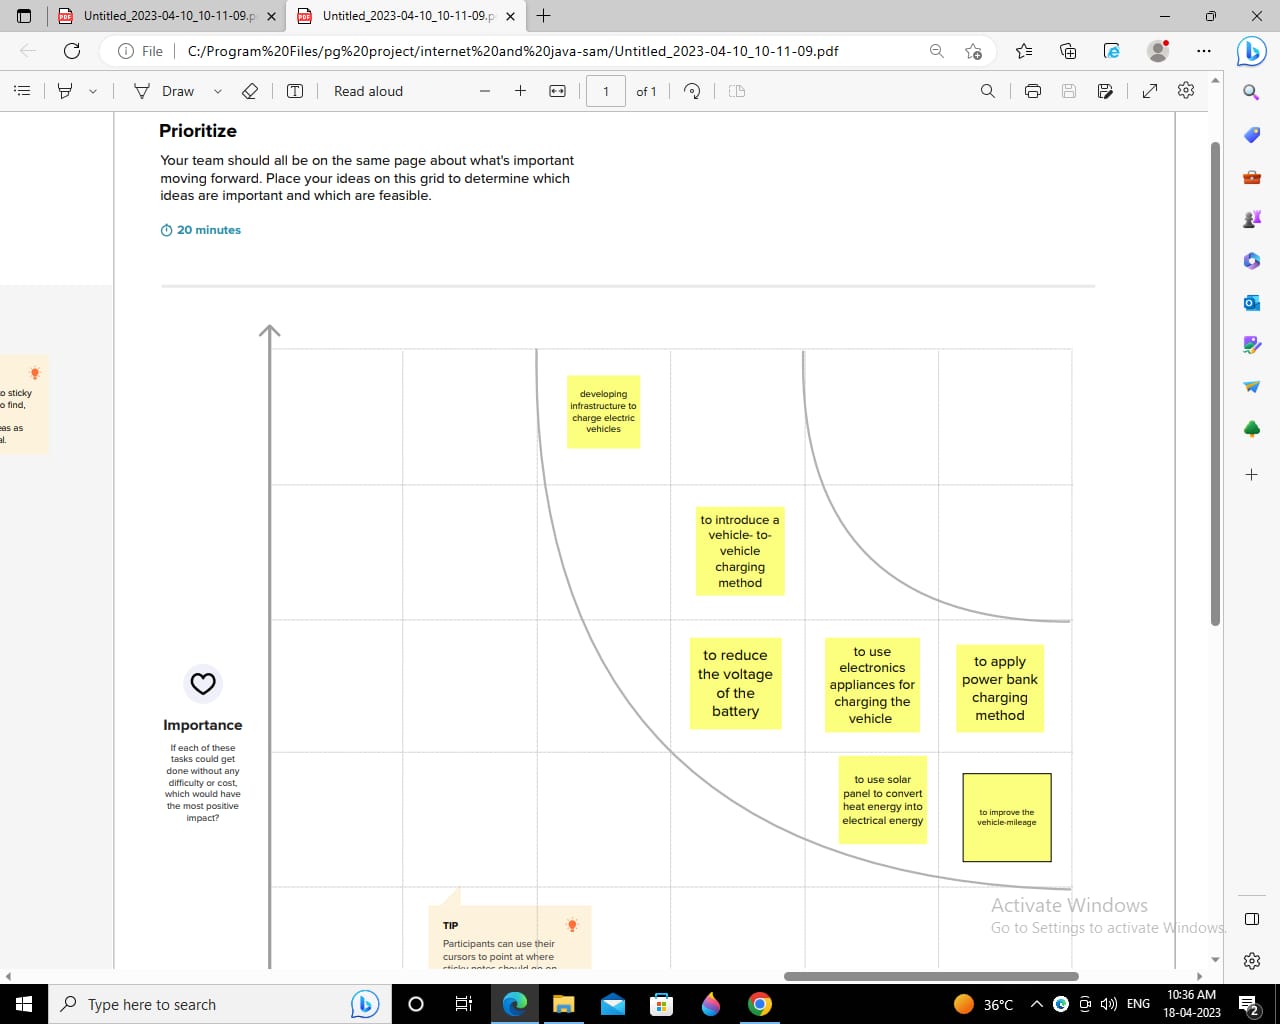 Untitled_2023-04-10_10-11-09.p
Untitled_2023-04-10_10-11-09.p
File
C:/Program%20Files/pg%20project/internet%20and%20java-sam/Untitled_2023-04-10_10-11-09.pdf
Draw
Read aloud
1
of 1
Prioritize
Your team should all be on the same page about what's important
moving forward. Place your ideas on this grid to determine which
ideas are important and which are feasible.
20 minutes
o sticky
o find,
eas as
al.
developing
infrastructure to
charge electric
vehicles
to introduce a
vehicle- to-
vehicle
charging
method
to reduce
the voltage
of the
battery
to use
electronics
appliances for
charging the
vehicle
to apply
power bank
charging
method
Importance
If each of these
tasks could get
done without any
difficulty or cost,
which would have
the most positive
impact?
to use solar
panel to convert
heat energy into
electrical energy
to improve the
vehicle-mileage
TIP
Participants can use their
cursors to point at where
sticky notes should go on
Activate Windows
Go to Settings to activate Windows.
Type here to search
36°C
ENG
10:36 AM
18-04-2023
2